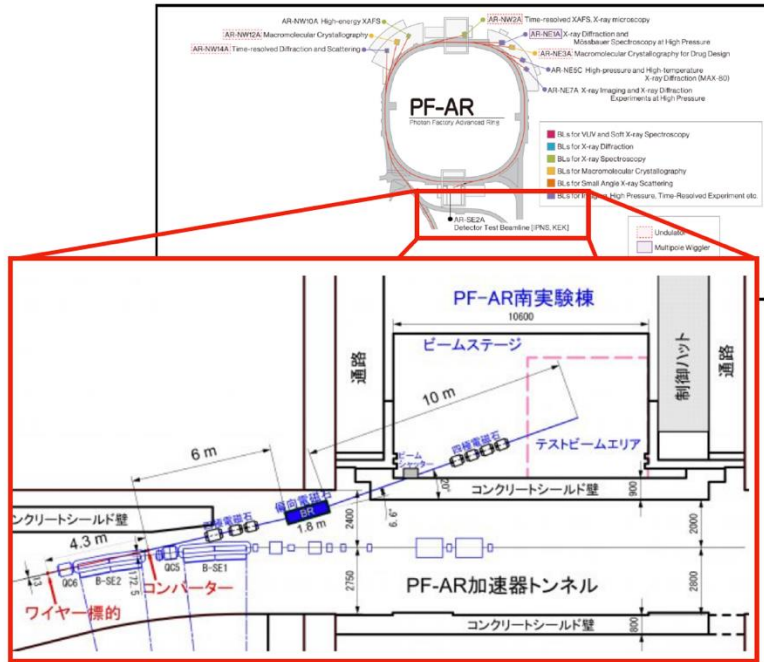 AR-NW10A High-energy XAFS
AR-NW12A Macromolecular Crystallography
AR-NW14A Time-resolved Diffraction and Scattering
AR-NW2A Time-resolved XAFS, X-ray microscopy
AR-NE1A X-ray Diffraction and
Mössbauer Spectroscopy at High Pressure
AR-NE3A Macromolecular Crystallography for Drug Design
AR-NE5C High-pressure and High-temperature
X-ray Diffraction (MAX-80)
AR-NE7A X-ray Imaging and X-ray Diffraction
Experiments at High Pressure
PF-AR
Photon Factory Advanced Ring
BLs for VUV and Soft X-ray Spectroscopy
BLs for X-ray Diffraction
BLs for X-ray Spectroscopy
BLs for Macromolecular Crystallography
BLs for Small Angle X-ray Scattering
BLs for Imaging, High Pressure, Time-Resolved Experiment etc.
Undulator
Multipole Wiggler
AR-SE2A
Detector Test Beamline [IPNS, KEK]
PF-AR南実験棟
10600
ビームステージ
通路
制御ハット
通路
10 m
6 m
四極電磁石
テストビームエリア
ビーム
シャッター
20°
コンクリートシールド壁
900
偏向電磁石
BR
1.8 m
四極電磁石
コンクリートシールド壁
4.3 m
2400
2000
QC6
B-SE2
172.5
QC5
B-SE1
コンバーター
ワイヤー標的
2750
PF-AR加速器トンネル
2800
コンクリートシールド壁
800